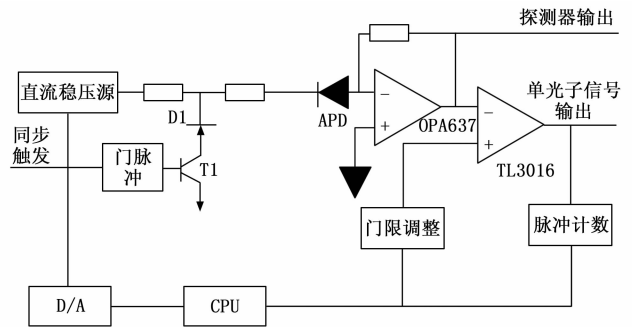 探测器输出
直流稳压源
D1
APD
−
+
OPA637
−
+
TL3016
单光子信号
输出
同步
触发
门脉
冲
T1
门限调整
脉冲计数
D/A
CPU